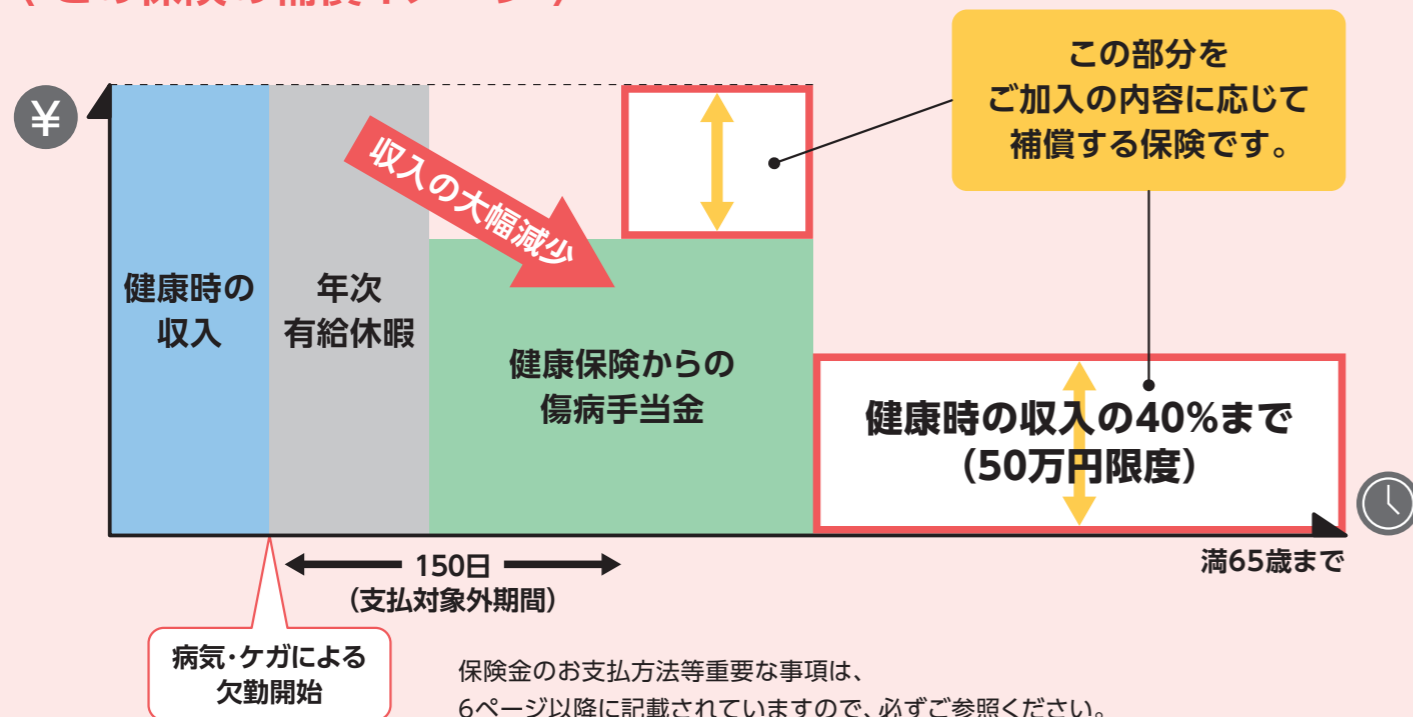 この部分を
ご加入の内容に応じて
補償する保険です。
¥
収入の大幅減少
健康時の
収入
年次
有給休暇
健康保険からの
傷病手当金
健康時の収入の40%まで
(50万円限度)
150日
(支払対象外期間)
満65歳まで
病気・ケガによる
欠勤開始
保険金のお支払方法等重要な事項は、
6ページ以降に記載されていますので、必ずご参照ください。